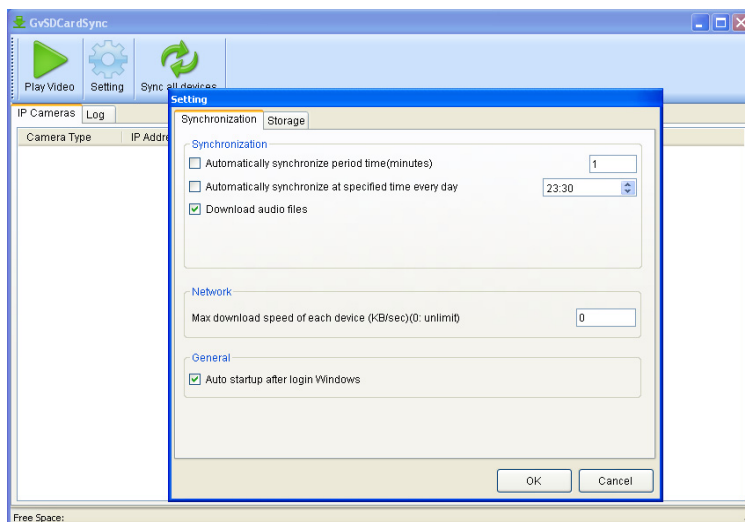 GvSDCardSync
Play Video Setting Sync all devices
IP Cameras Log
Camera Type IP Addre
Setting
Synchronization Storage
Synchronization
Automatically synchronize period time(minutes) 1
Automatically synchronize at specified time every day 23:30
Download audio files
Network
Max download speed of each device (KB/sec)(0: unlimit) 0
General
Auto startup after login Windows
OK Cancel
Free Space: